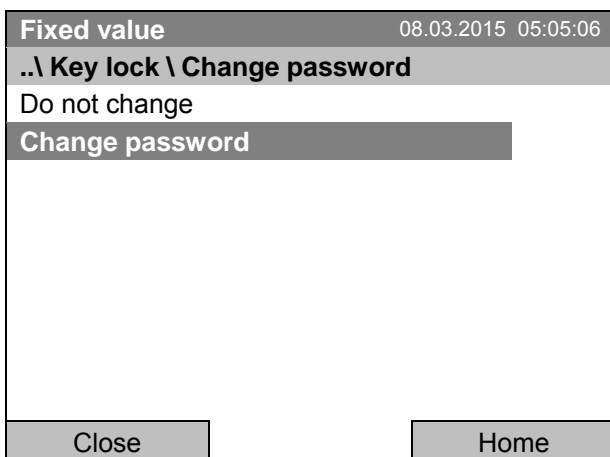 Fixed value 08.03.2015 05:05:06
..\ Key lock \ Change password
Do not change
Change password
Close Home